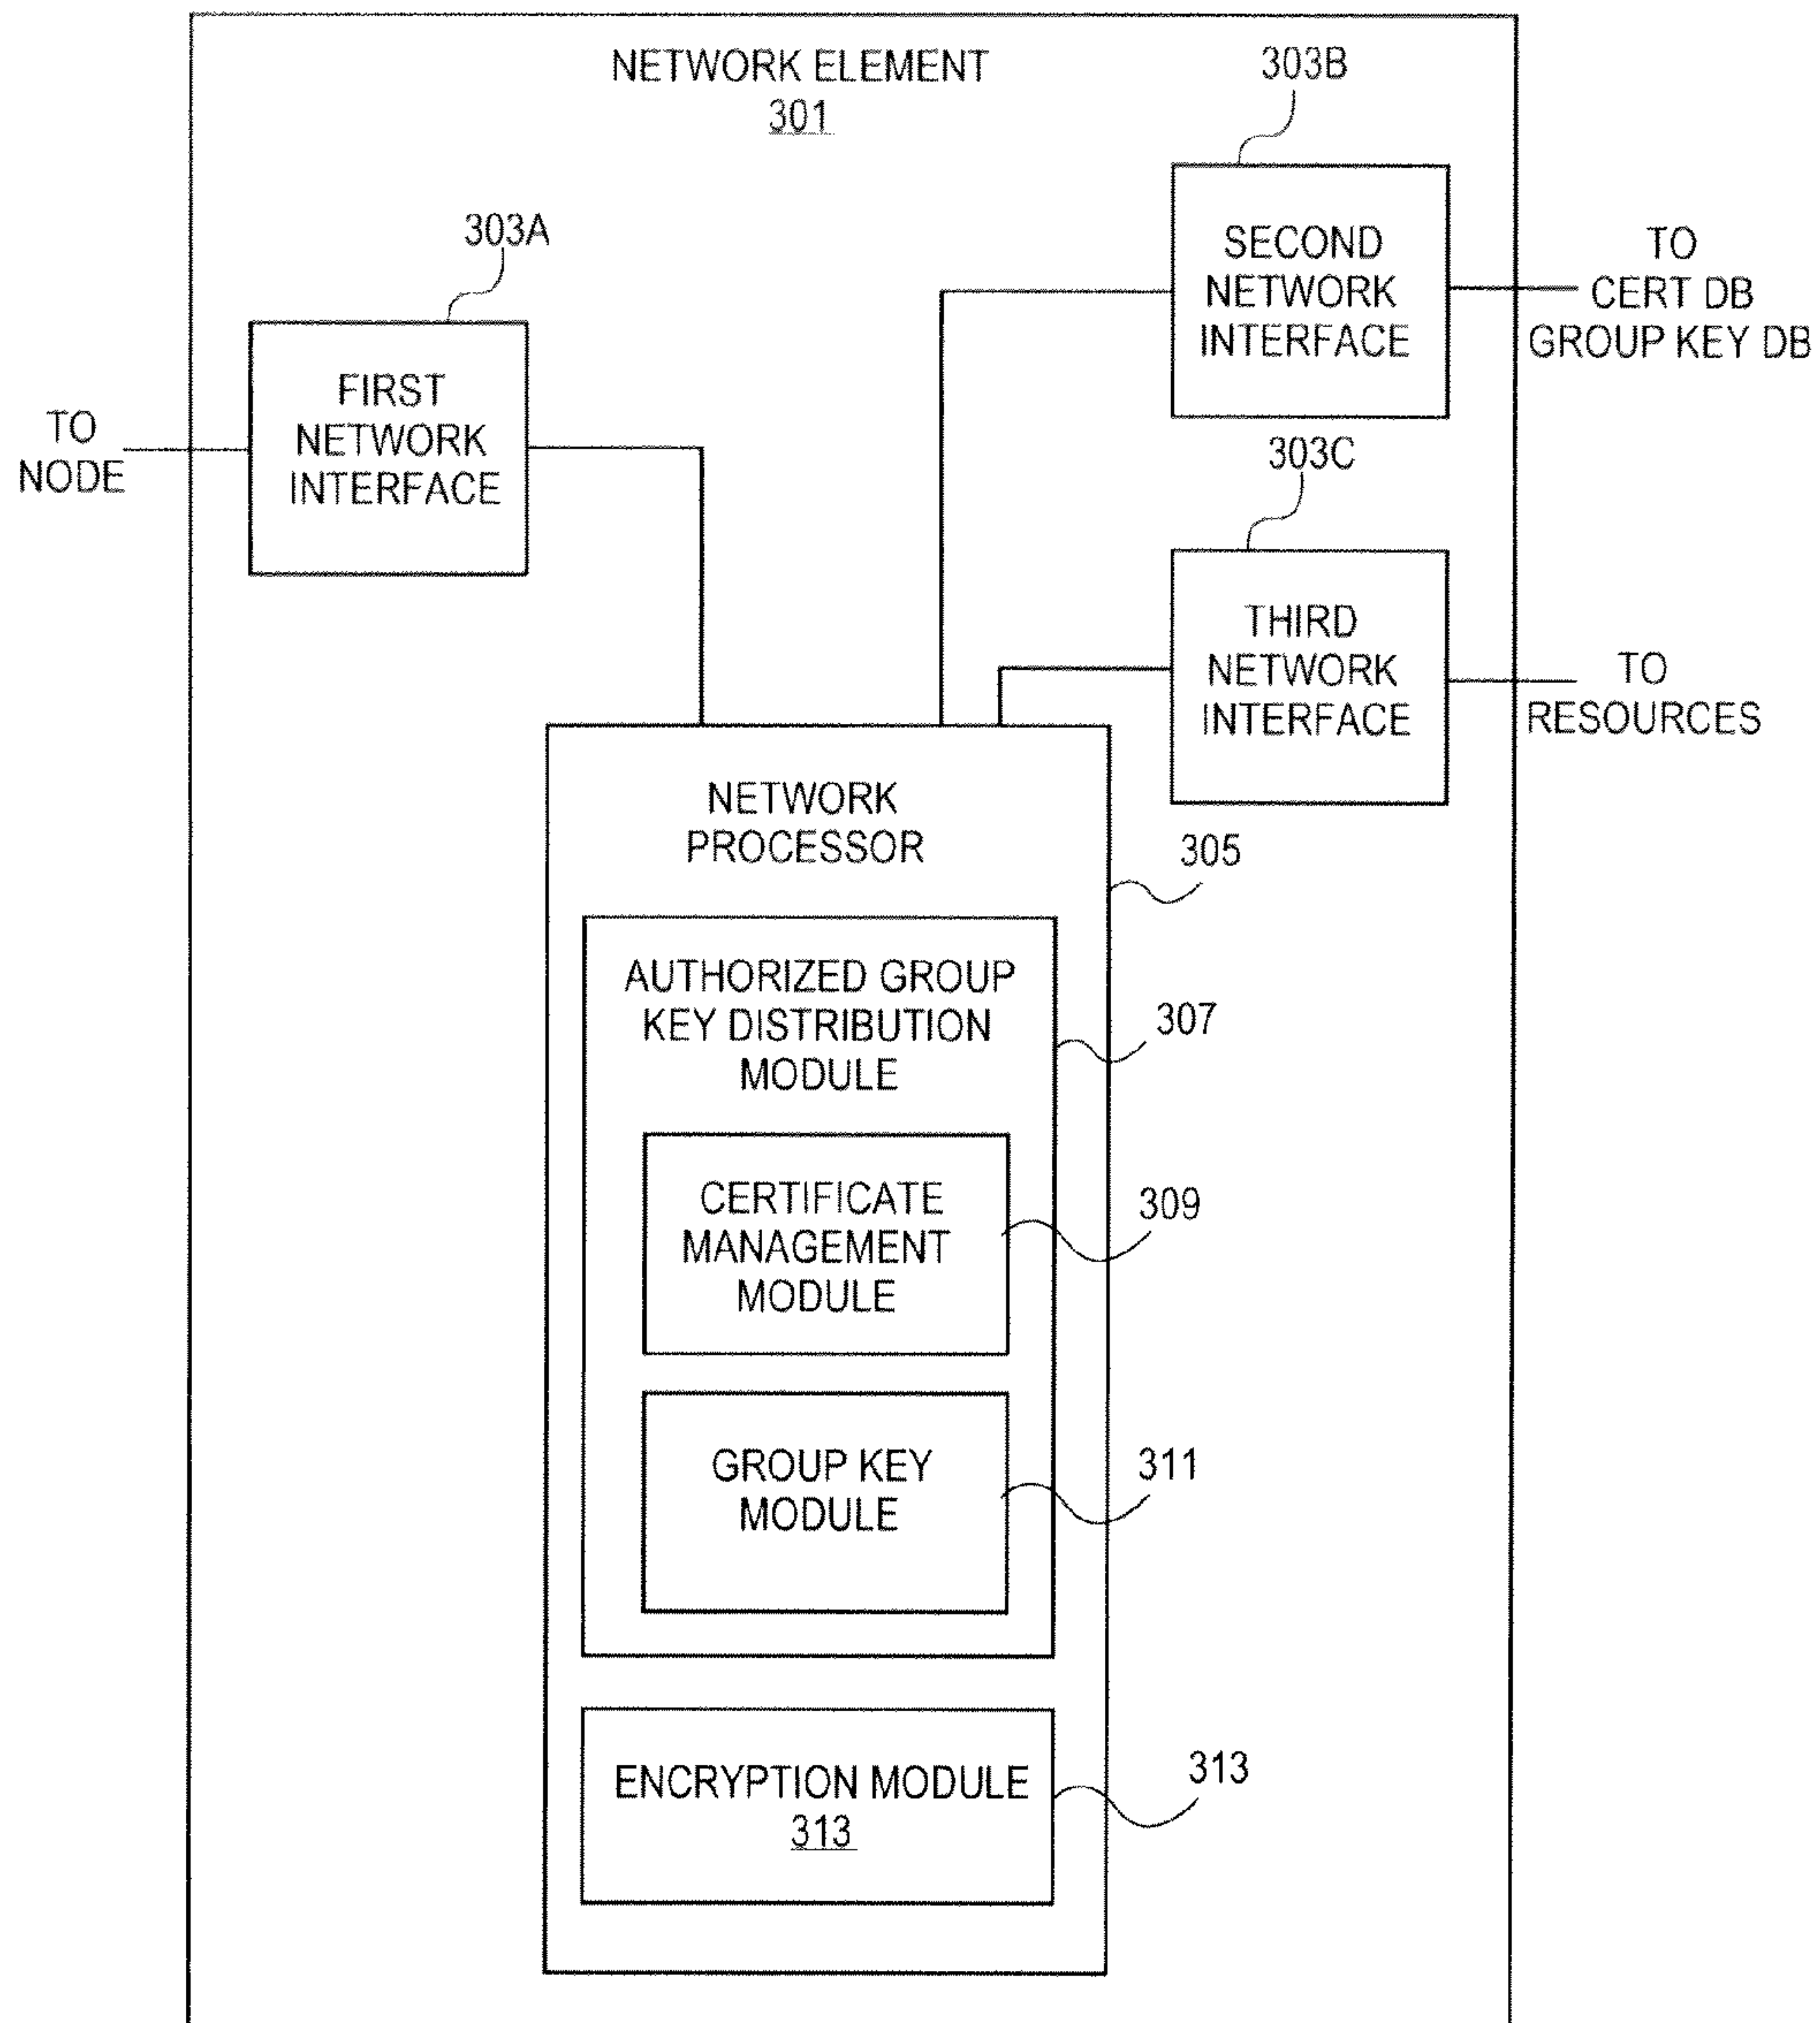 NETWORK ELEMENT
301
303B
SECOND
NETWORK
INTERFACE
TO
CERT DB
GROUP KEY DB
303A
FIRST
NETWORK
INTERFACE
TO
NODE
303C
THIRD
NETWORK
INTERFACE
TO
RESOURCES
NETWORK
PROCESSOR
305
AUTHORIZED GROUP
KEY DISTRIBUTION
MODULE
307
CERTIFICATE
MANAGEMENT
MODULE
309
GROUP KEY
MODULE
311
ENCRYPTION MODULE
313
313